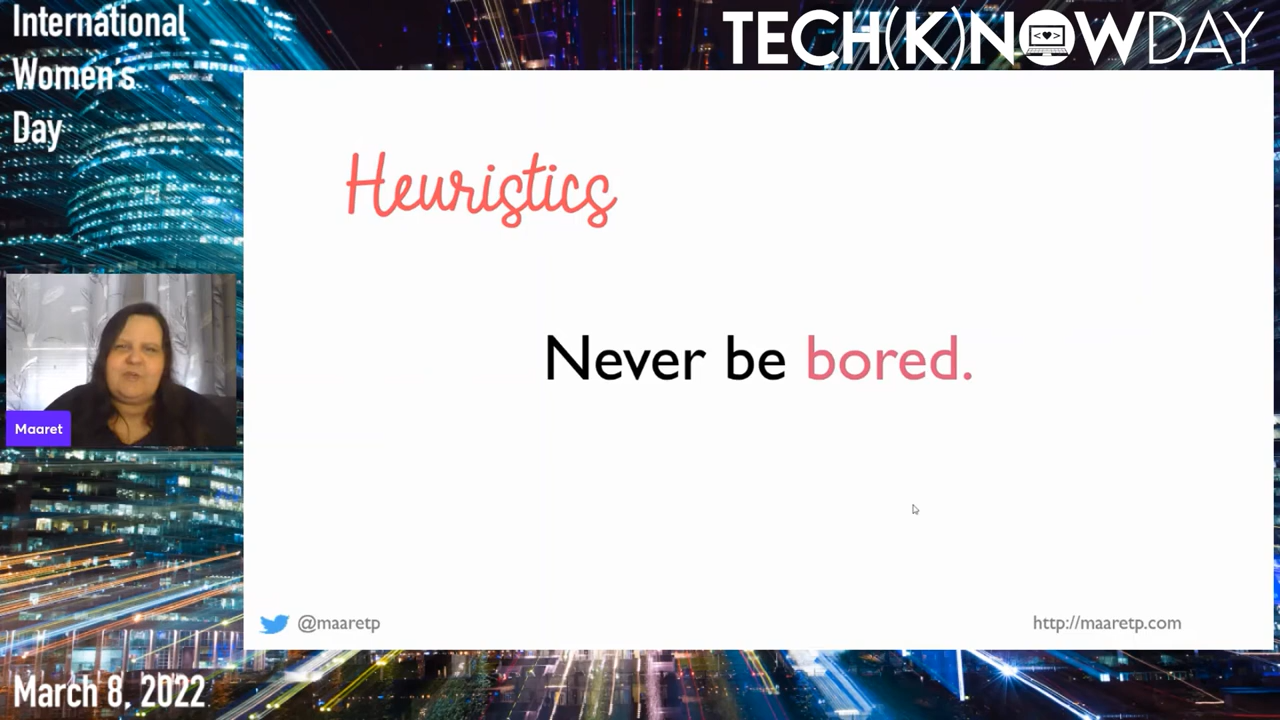 International
Women's
Day
TECH(K)NOWDAY
Heuristics
Never be bored.
Maaret
@maaretp
http://maaretp.com
March 8, 2022